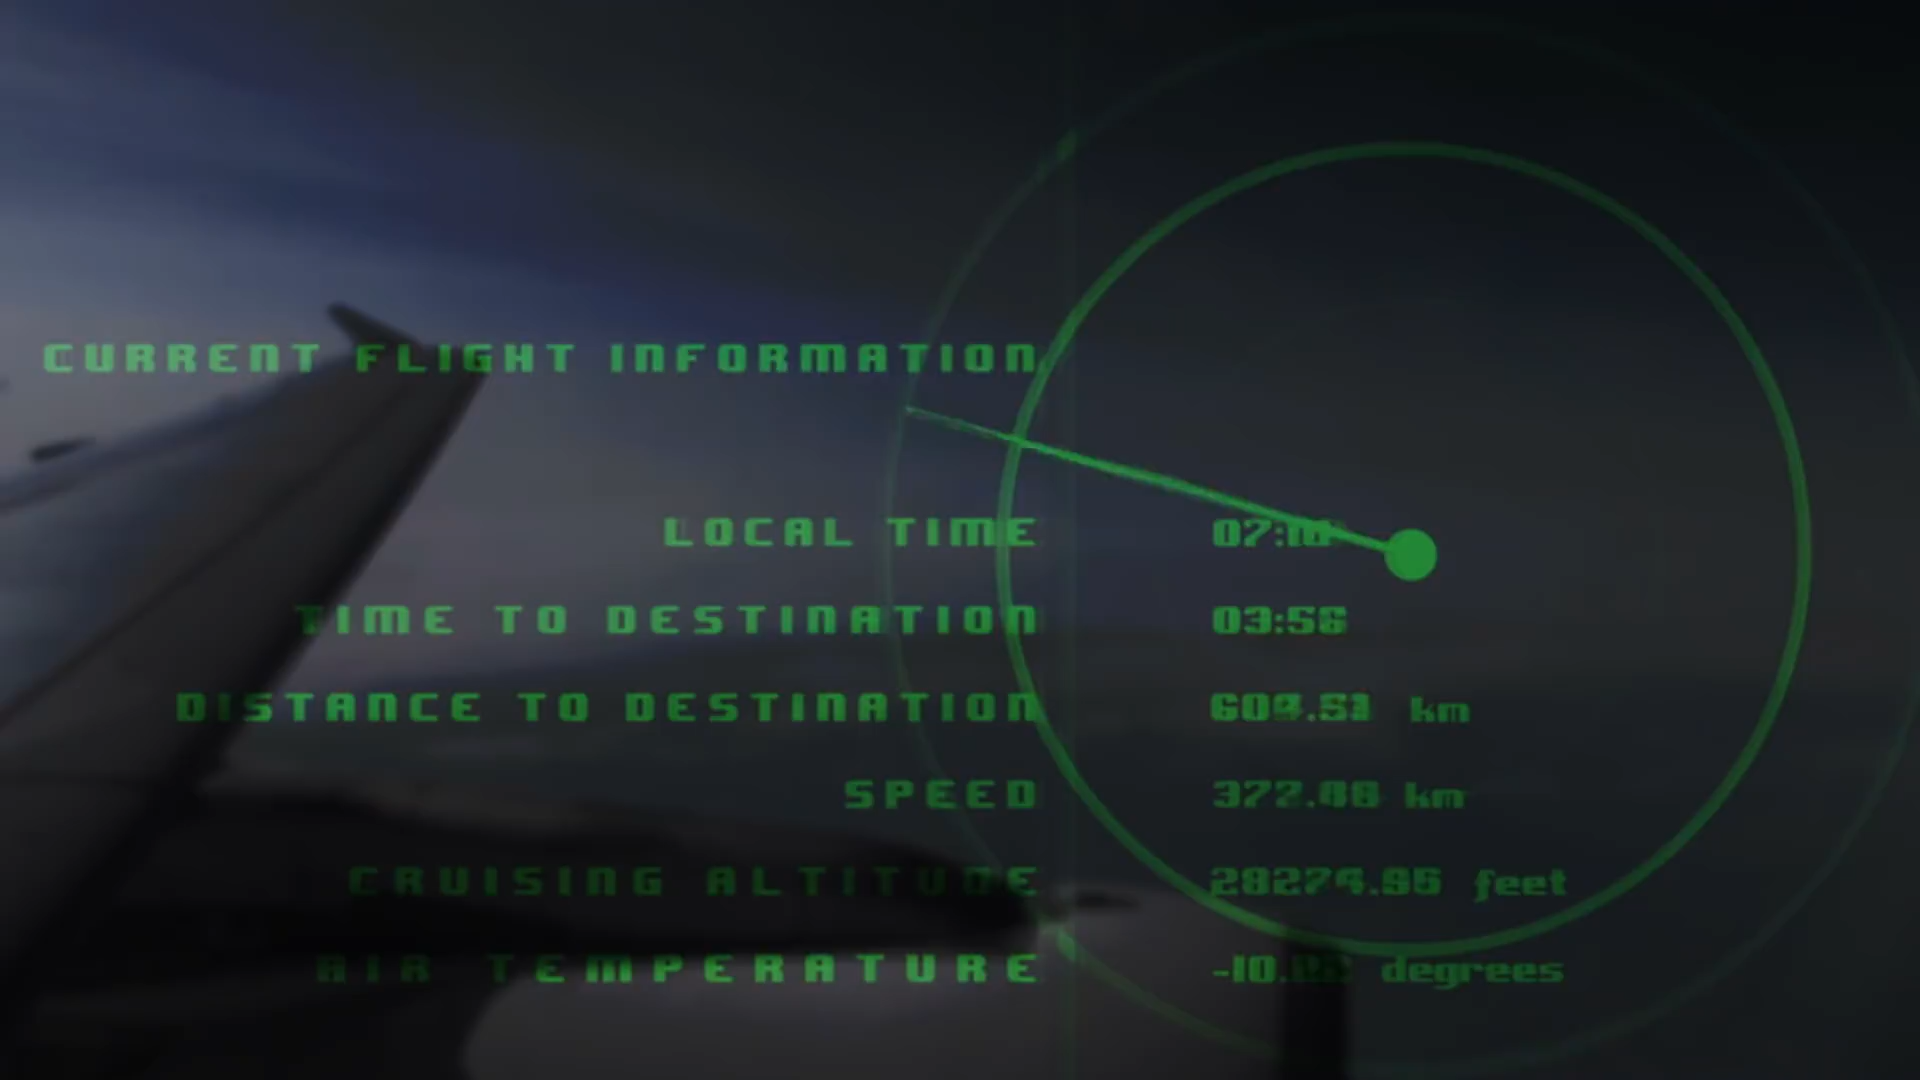 CURRENT FLIGHT INFORMATION
LOCAL TIME
TIME TO DESTINATION 03:56
DISTANCE TO DESTINATION km
SPEED km
CRUISING ALTITUDE feet
AIR TEMPERATURE degrees